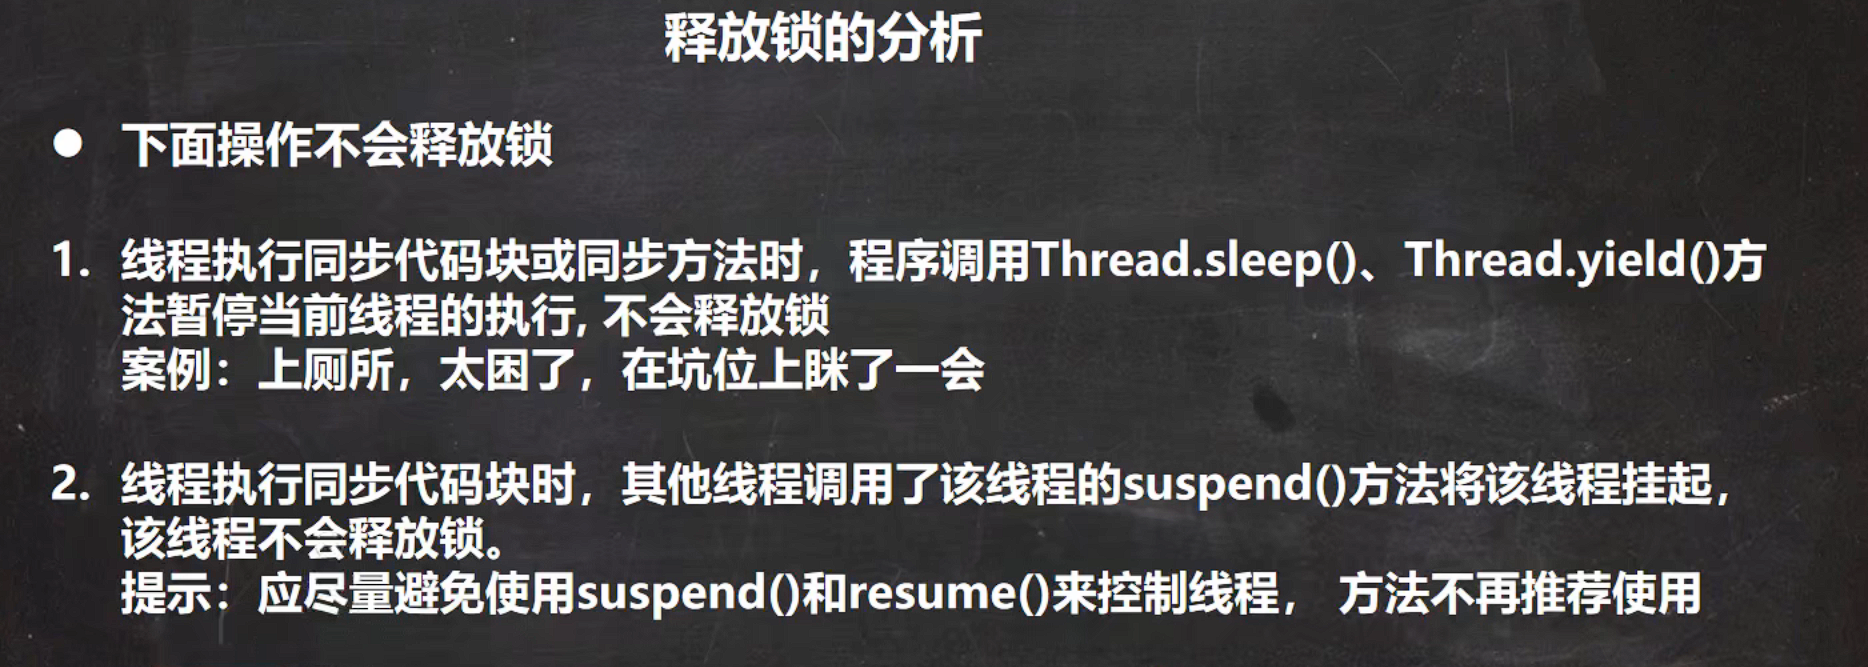 释放锁的分析
● 下面操作不会释放锁
1. 线程执行同步代码块或同步方法时，程序调用Thread.sleep()、Thread.yield()方
法暂停当前线程的执行, 不会释放锁
案例：上厕所，太困了，在坑位上眯了一会
2. 线程执行同步代码块时，其他线程调用了该线程的suspend()方法将该线程挂起，
该线程不会释放锁。
提示：应尽量避免使用suspend()和resume()来控制线程， 方法不再推荐使用